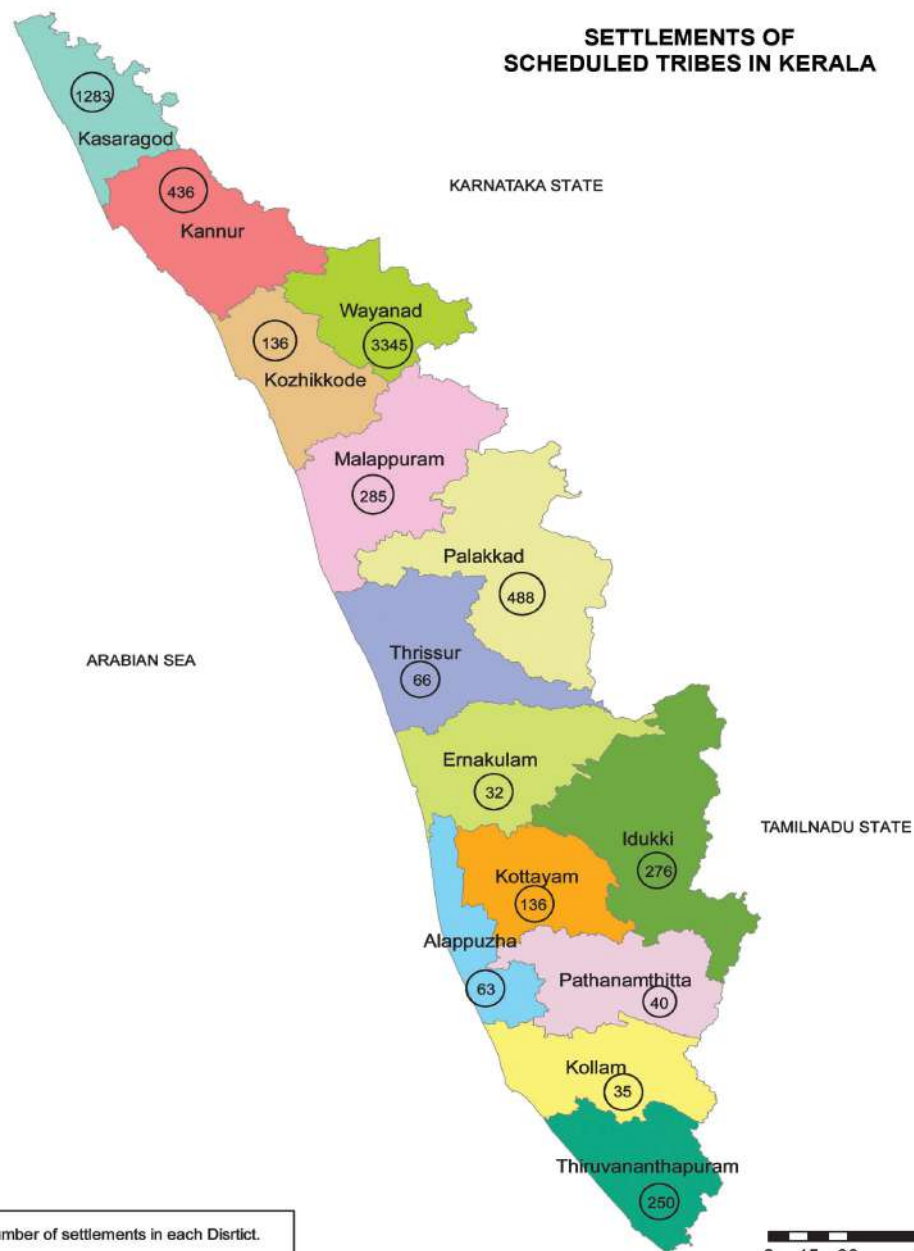 SETTLEMENTS OF
SCHEDULED TRIBES IN KERALA
1283
Kasaragod
KARNATAKA STATE
436
Kannur
Wayanad
3345
136
Kozhikkode
Malappuram
285
Palakkad
488
ARABIAN SEA
Thrissur
66
Ernakulam
32
TAMILNADU STATE
Idukki
276
Kottayam
136
Alappuzha
63
Pathanamthitta
40
Kollam
35
Thiruvananthapuram
250
of settlements in each Disrtict.